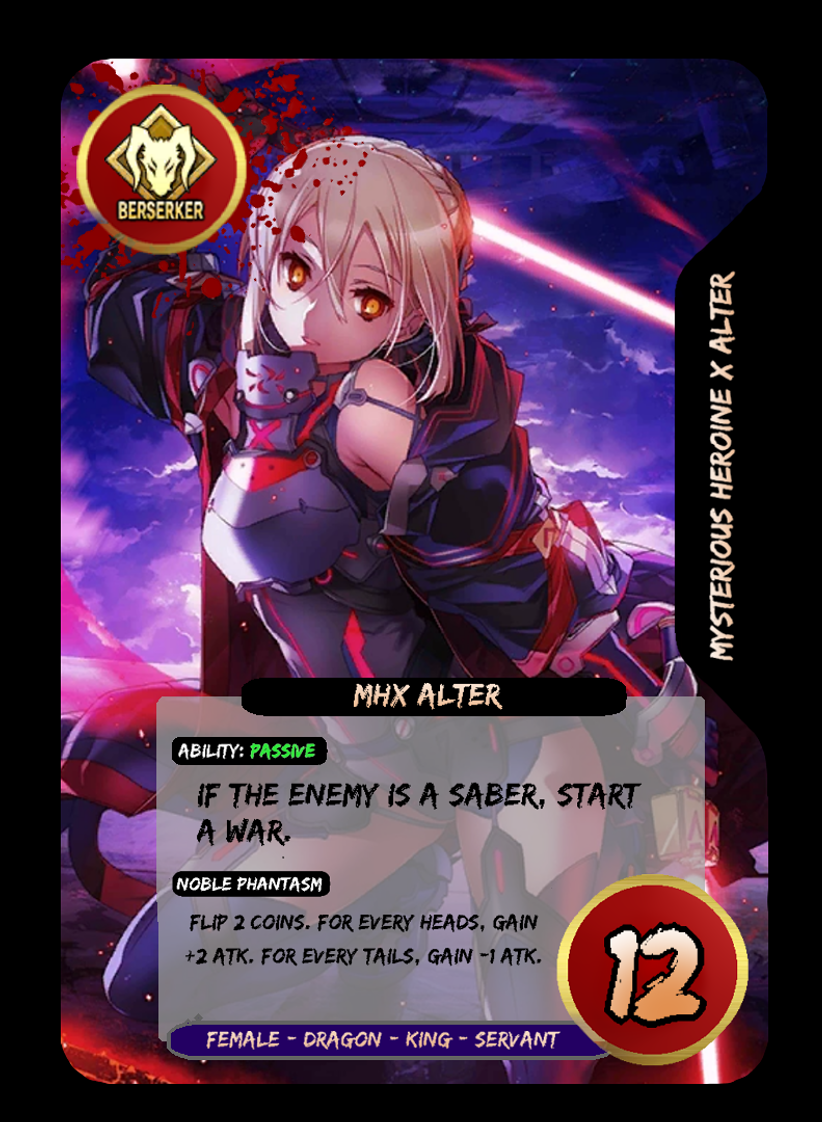 BERSERKER
MYSTERIOUS HEROINE X ALTER
MHX ALTER
ABILITY: PASSIVE
IF THE ENEMY IS A SABER, START
A WAR.
NOBLE PHANTASM
FLIP 2 COINS. FOR EVERY HEADS, GAIN
+2 ATK. FOR EVERY TAILS, GAIN -1 ATK.
12
FEMALE - DRAGON - KING - SERVANT